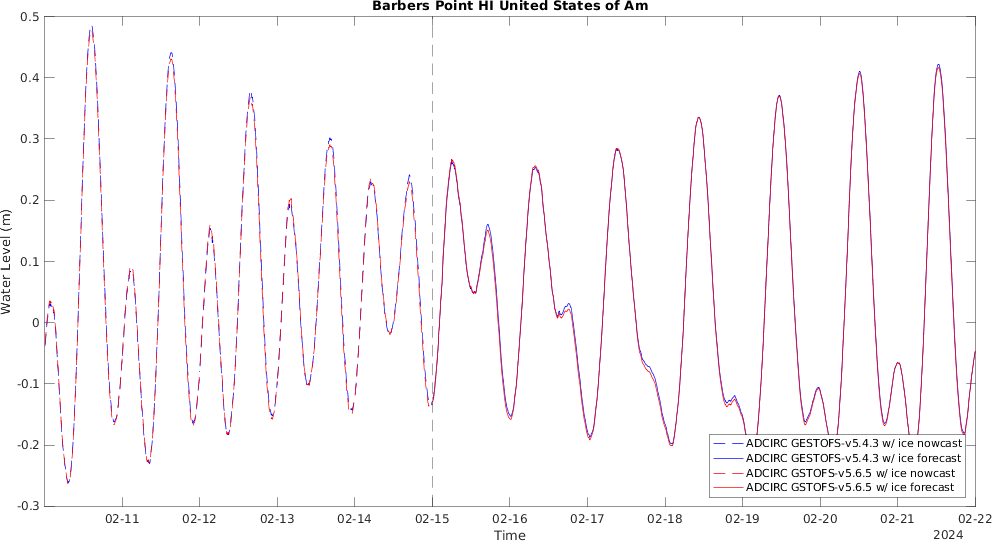 Barbers Point HI United States of Am
0.5
0.4
0.3
0.2
0.1
0
-0.1
-0.2
-0.3
Water Level (m)
ADCIRC GESTOFS-v5.4.3 w/ ice nowcast
ADCIRC GESTOFS-v5.4.3 w/ ice forecast
ADCIRC GSTOFS-v5.6.5 w/ ice nowcast
ADCIRC GSTOFS-v5.6.5 w/ ice forecast
02-11 02-12 02-13 02-14 02-15 02-16 02-17 02-18 02-19 02-20 02-21 02-22
Time
2024